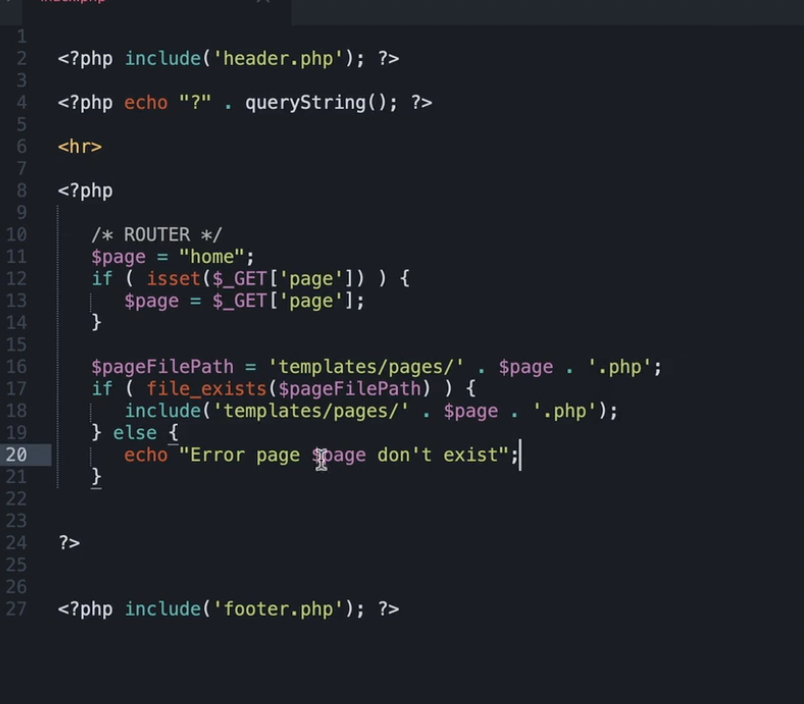 index.php
1
2 <?php include('header.php'); ?>
3
4 <?php echo "?" . queryString(); ?>
5
6 <hr>
7
8 <?php
9
10 /* ROUTER */
11 $page = "home";
12 if ( isset($_GET['page']) ) {
13 $page = $_GET['page'];
14 }
15
16 $pageFilePath = 'templates/pages/' . $page . '.php';
17 if ( file_exists($pageFilePath) ) {
18 include('templates/pages/' . $page . '.php');
19 } else {
20 echo "Error page $page don't exist";
21 }
22
23
24 ?>
25
26
27 <?php include('footer.php'); ?>